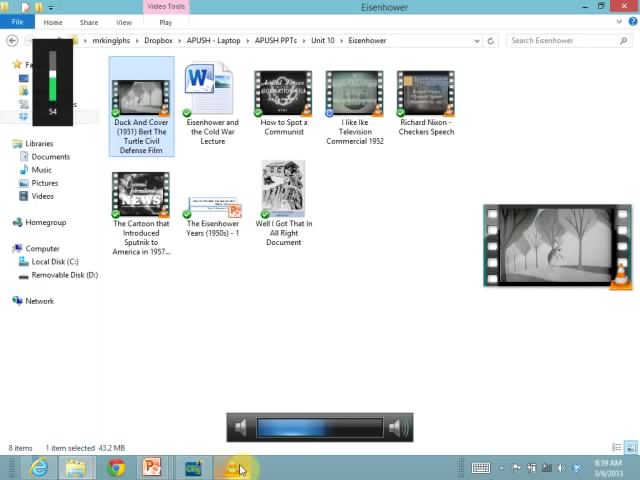 Video Tools
Eisenhower
File
Home
Share
View
Play
mrkinglphs
Dropbox
APUSH - Laptop
APUSH PPTs
Unit 10
Eisenhower
Search Eisenhower
54
Libraries
Documents
Music
Pictures
Videos
Homegroup
Computer
Local Disk (C:)
Removable Disk (D:)
Network
Duck And Cover
(1951) Bert The
Turtle Civil
Defense Film
Eisenhower and
the Cold War
Lecture
How to Spot a
Communist
I like Ike
Television
Commercial 1952
Richard Nixon -
Checkers Speech
NEWS
The Cartoon that
Introduced
Sputnik to
America in 1957...
The Eisenhower
Years (1950s) - 1
Well I Got That In
All Right
Document
8 items
1 item selected 43.2 MB
8:39 AM
3/8/2013